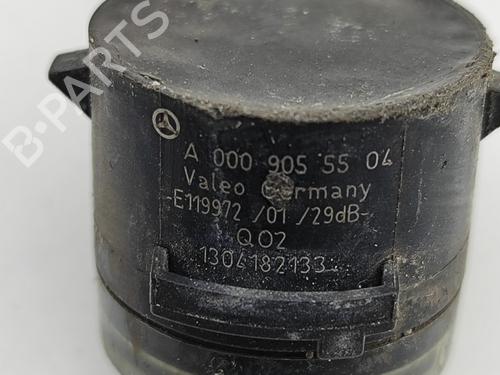 B-PARTS
A 000 905 55 04
Valeo Germany
-E119972 /01 /29dB-
Q02
1304182133